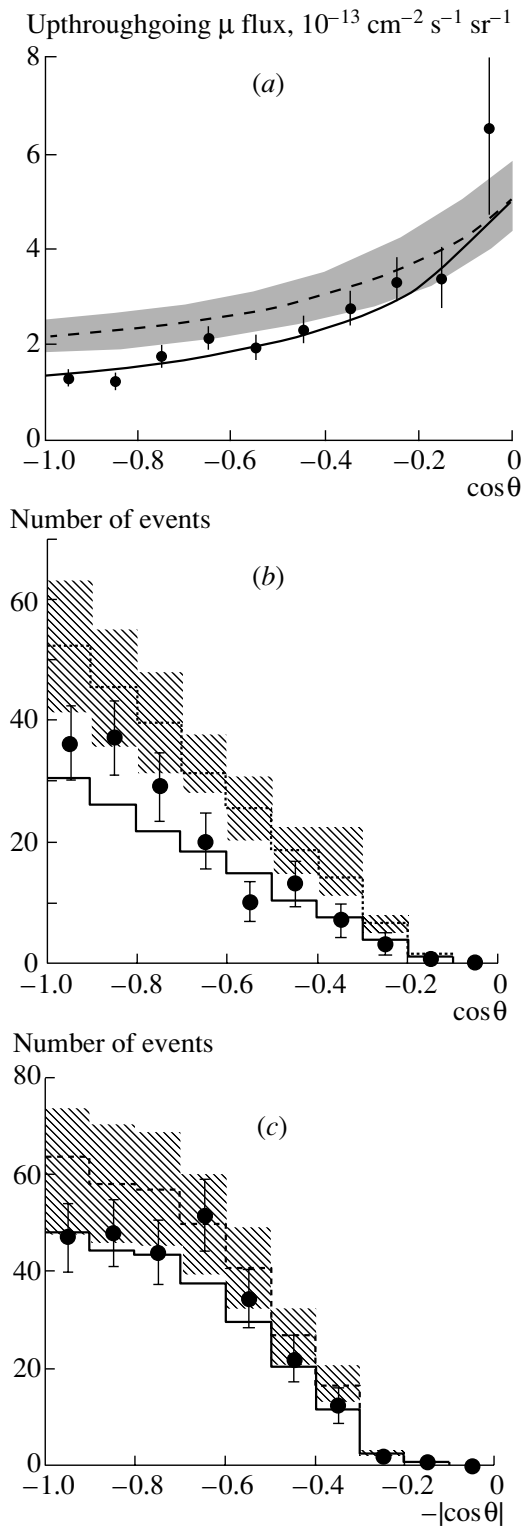 Upthroughgoing μ flux, 10⁻¹³ cm⁻² s⁻¹ sr⁻¹
8
(a)
6
4
2
0
−1.0 −0.8 −0.6 −0.4 −0.2 0
cosθ
Number of events
(b)
60
40
20
0
−1.0 −0.8 −0.6 −0.4 −0.2 0
cosθ
Number of events
80
(c)
60
40
20
0
−1.0 −0.8 −0.6 −0.4 −0.2 0
−|cosθ|